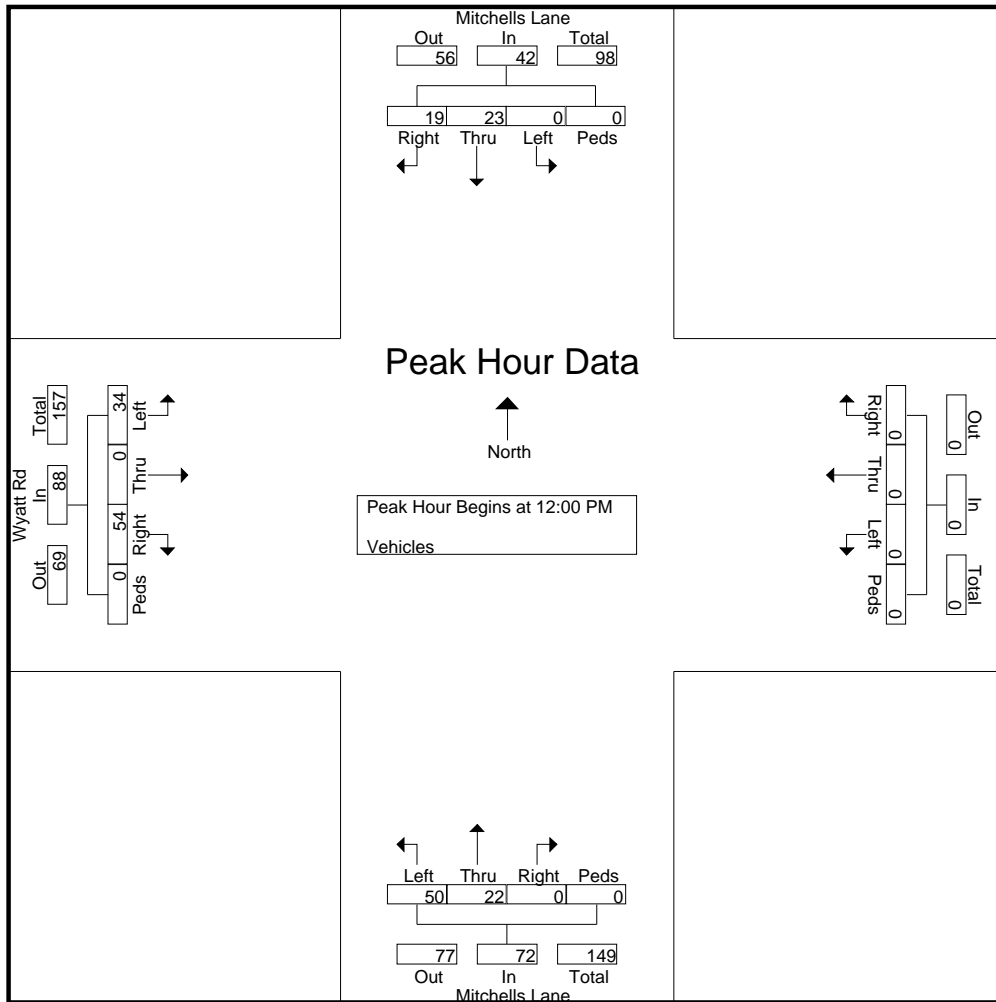 Mitchells Lane
Out In Total
56 42 98
19 23 0 0
Right Thru Left Peds
Peak Hour Data
North
Peak Hour Begins at 12:00 PM
Vehicles
Wyatt Rd
Total In Out
157 88 69
34 0 54 0
Left Thru Right Peds
Right Thru Left Peds
0 0 0 0
Out In Total
0 0 0
Left Thru Right Peds
50 22 0 0
77 72 149
Out In Total
Mitchells Lane